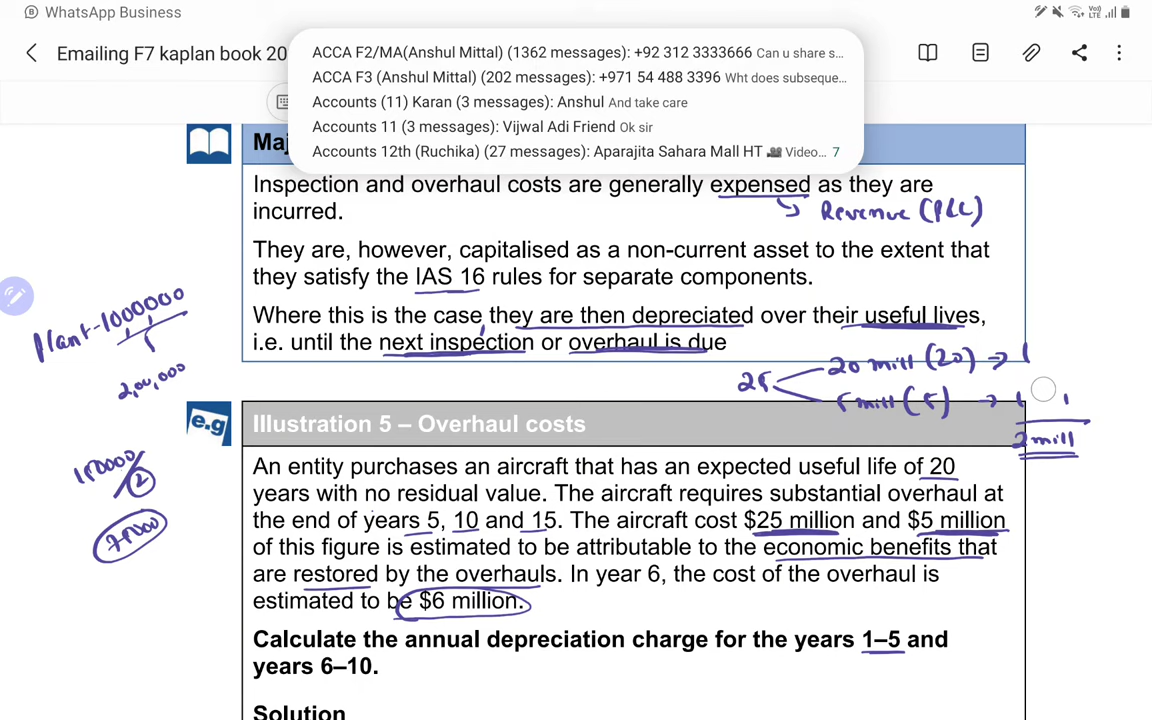 WhatsApp Business
Emailing F7 kaplan book 20
ACCA F2/MA(Anshul Mittal) (1362 messages): +92 312 3333666 Can u share s...
ACCA F3 (Anshul Mittal) (202 messages): +971 54 488 3396 Wht does subseque...
Accounts (11) Karan (3 messages): Anshul And take care
Accounts 11 (3 messages): Vijwal Adi Friend Ok sir
Accounts 12th (Ruchika) (27 messages): Aparajita Sahara Mall HT 🎥 Video... 7
Maj
Inspection and overhaul costs are generally expensed as they are
incurred.
Revenue (P&L)
They are, however, capitalised as a non-current asset to the extent that
they satisfy the IAS 16 rules for separate components.
Plant-1000000
5
2,00,000
Where this is the case they are then depreciated over their useful lives,
i.e. until the next inspection or overhaul is due
25
20 mill (20) → 1
5 mill (5) → 1
2 mill
e.g
Illustration 5 – Overhaul costs
An entity purchases an aircraft that has an expected useful life of 20
years with no residual value. The aircraft requires substantial overhaul at
the end of years 5, 10 and 15. The aircraft cost $25 million and $5 million
of this figure is estimated to be attributable to the economic benefits that
are restored by the overhauls. In year 6, the cost of the overhaul is
estimated to be $6 million.
150000/2
75000
Calculate the annual depreciation charge for the years 1–5 and
years 6–10.
Solution